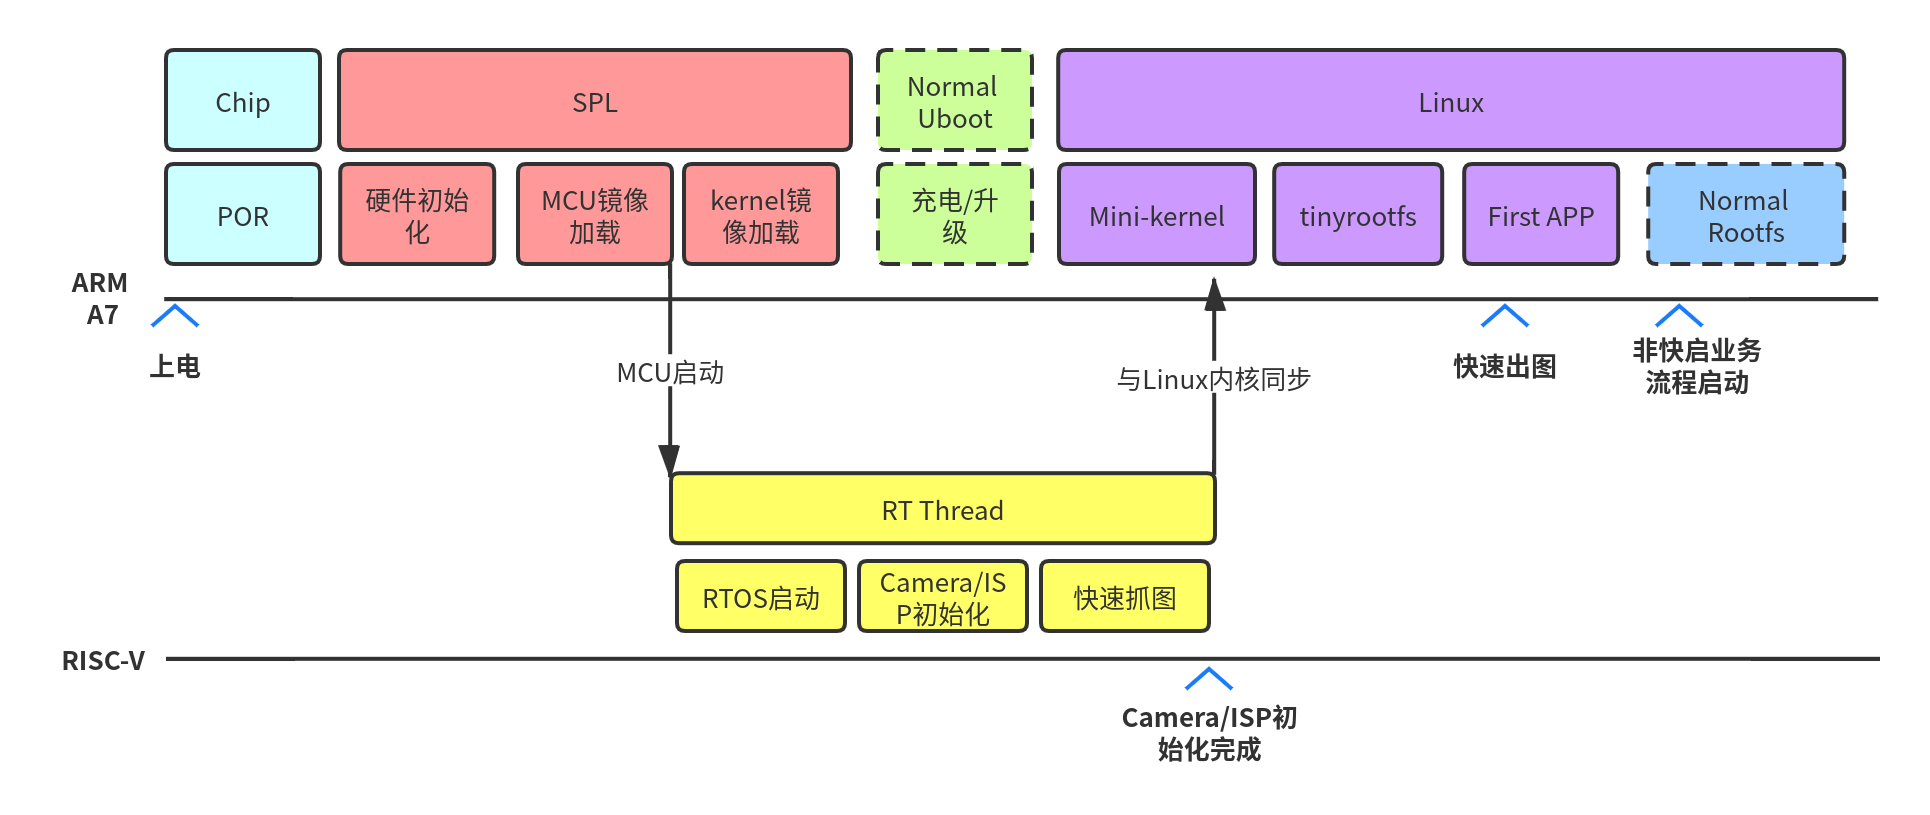 Chip
SPL
Normal
Uboot
Linux
POR
硬件初始
化
MCU镜像
加载
kernel镜
像加载
充电/升
级
Mini-kernel
tinyrootfs
First APP
Normal
Rootfs
ARM
A7
上电
MCU启动
与Linux内核同步
快速出图
非快启业务
流程启动
RT Thread
RTOS启动
Camera/IS
P初始化
快速抓图
RISC-V
Camera/ISP初
始化完成